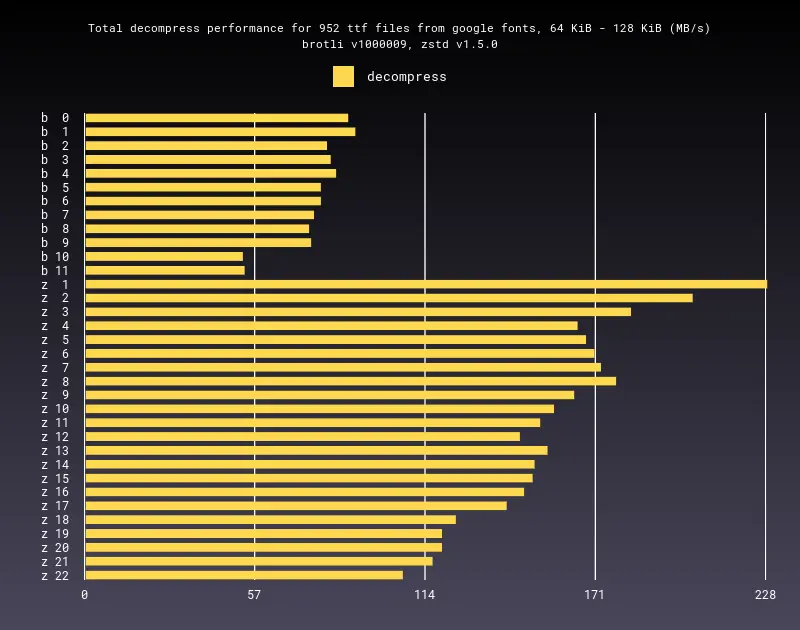 Total decompress performance for 952 ttf files from google fonts, 64 KiB - 128 KiB (MB/s)
brotli v1000009, zstd v1.5.0
decompress
b 0
b 1
b 2
b 3
b 4
b 5
b 6
b 7
b 8
b 9
b 10
b 11
z 1
z 2
z 3
z 4
z 5
z 6
z 7
z 8
z 9
z 10
z 11
z 12
z 13
z 14
z 15
z 16
z 17
z 18
z 19
z 20
z 21
z 22
0 57 114 171 228